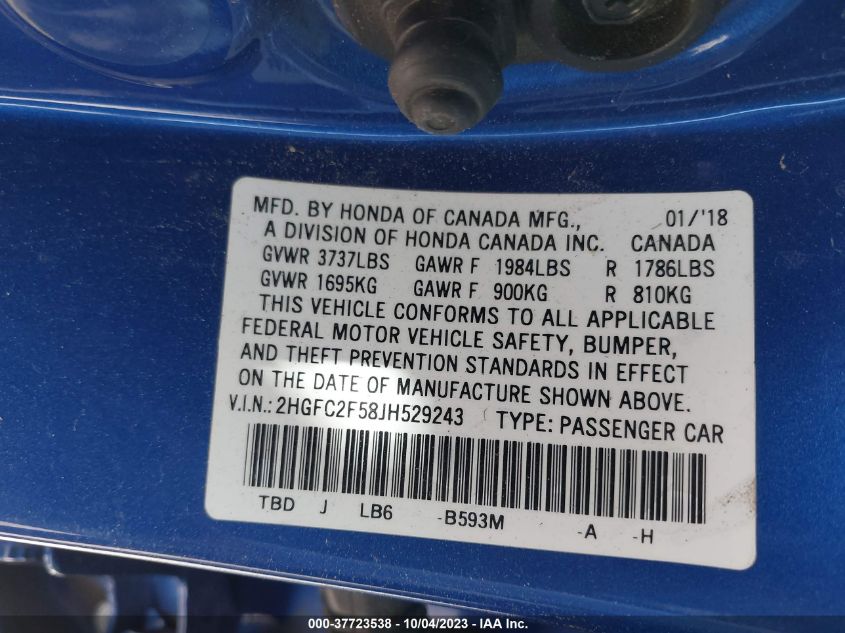 MFD. BY HONDA OF CANADA MFG., 01/'18
A DIVISION OF HONDA CANADA INC. CANADA
GVWR 3737LBS GAWR F 1984LBS R 1786LBS
GVWR 1695KG GAWR F 900KG R 810KG
THIS VEHICLE CONFORMS TO ALL APPLICABLE
FEDERAL MOTOR VEHICLE SAFETY, BUMPER,
AND THEFT PREVENTION STANDARDS IN EFFECT
ON THE DATE OF MANUFACTURE SHOWN ABOVE.
V.I.N.: 2HGFC2F58JH529243 TYPE: PASSENGER CAR
TBD J LB6 -B593M -A -H
000-37723538 - 10/04/2023 - IAA Inc.